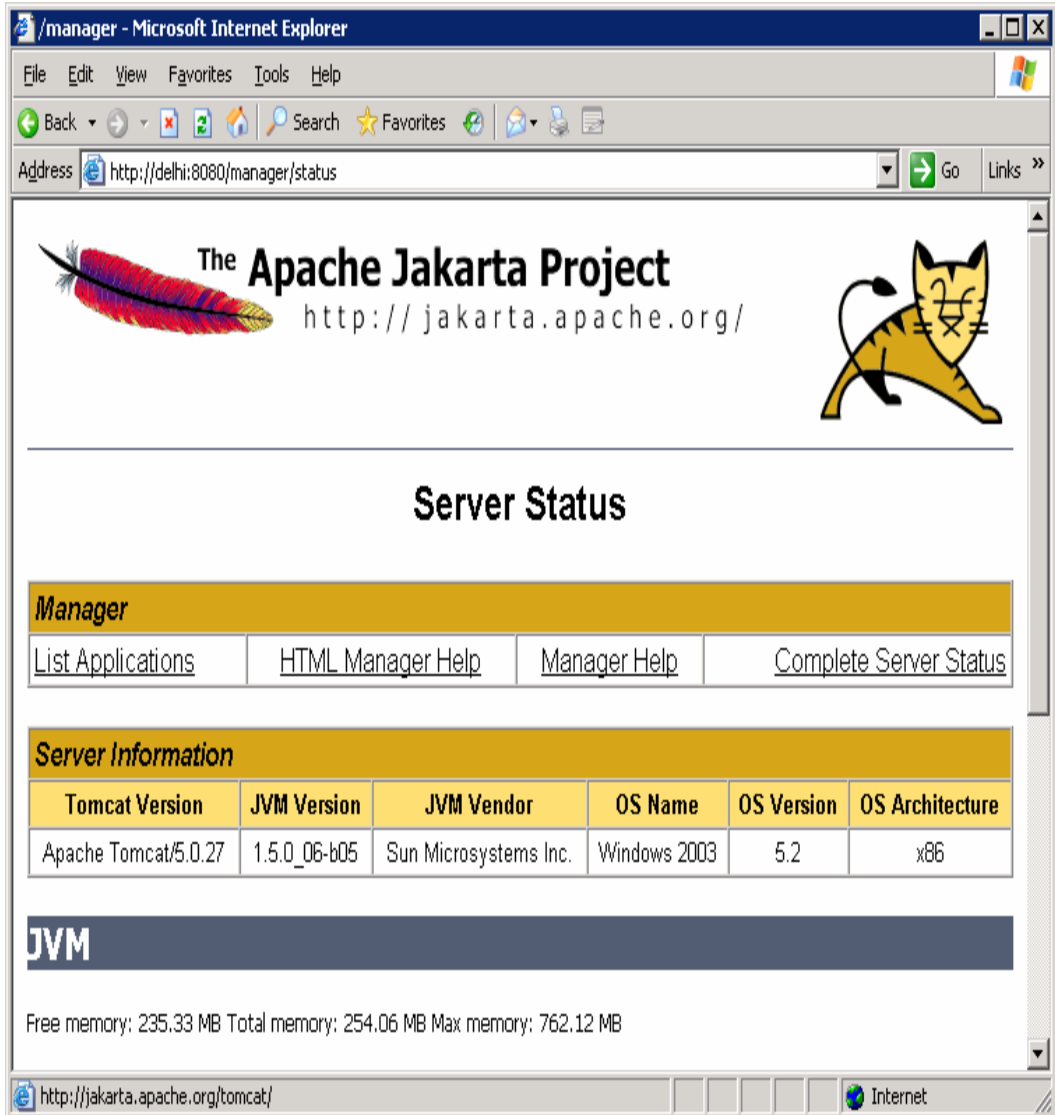 /manager - Microsoft Internet Explorer
File Edit View Favorites Tools Help
Back Search Favorites
Address http://delhi:8080/manager/status Go Links »
The Apache Jakarta Project
http://jakarta.apache.org/
Server Status
Manager
List Applications HTML Manager Help Manager Help Complete Server Status
Server Information
Tomcat Version JVM Version JVM Vendor OS Name OS Version OS Architecture
Apache Tomcat/5.0.27 1.5.0_06-b05 Sun Microsystems Inc. Windows 2003 5.2 x86
JVM
Free memory: 235.33 MB Total memory: 254.06 MB Max memory: 762.12 MB
http://jakarta.apache.org/tomcat/ Internet